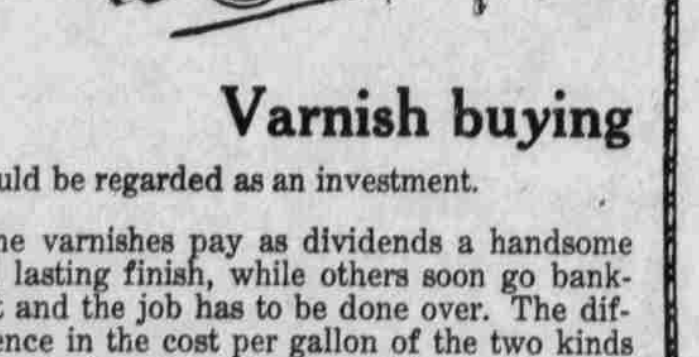 Varnish buying
uld be regarded as an investment.
ne varnishes pay as dividends a handsome
lasting finish, while others soon go bank-
t and the job has to be done over. The dif-
ence in the cost per gallon of the two kinds